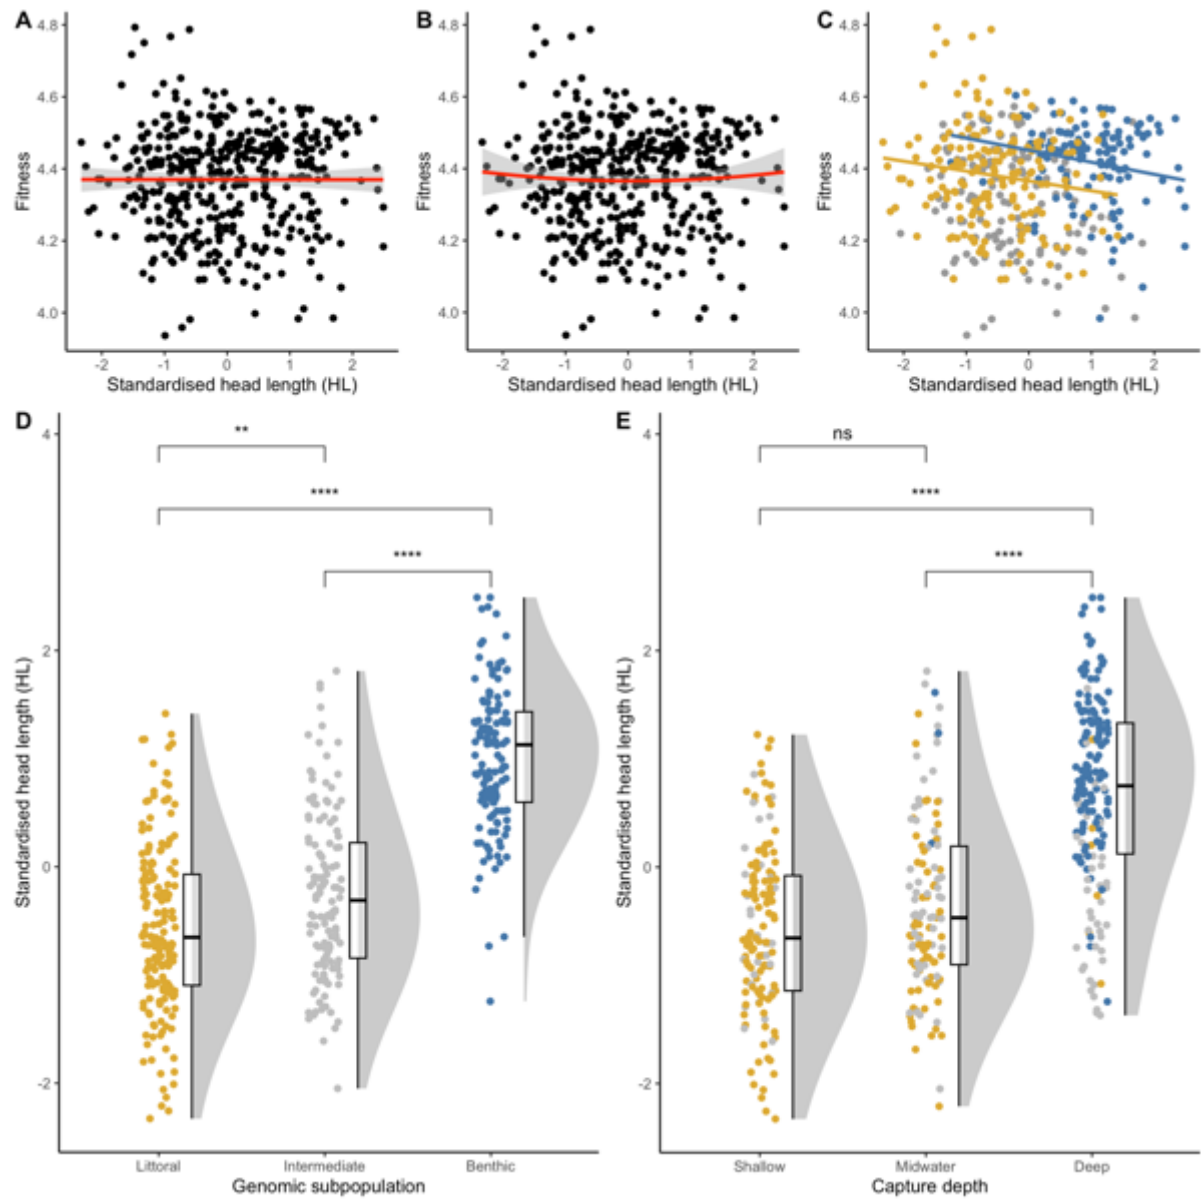 A
B
C
4.8
4.6
4.4
4.2
4.0
Fitness
-2 -1 0 1 2
Standardised head length (HL)
4.8
4.6
4.4
4.2
4.0
Fitness
-2 -1 0 1 2
Standardised head length (HL)
4.8
4.6
4.4
4.2
4.0
Fitness
-2 -1 0 1 2
Standardised head length (HL)
D
4
2
0
-2
Standardised head length (HL)
**
****
****
Littoral Intermediate Benthic
Genomic subpopulation
E
4
2
0
-2
Standardised head length (HL)
ns
****
****
Shallow Midwater Deep
Capture depth